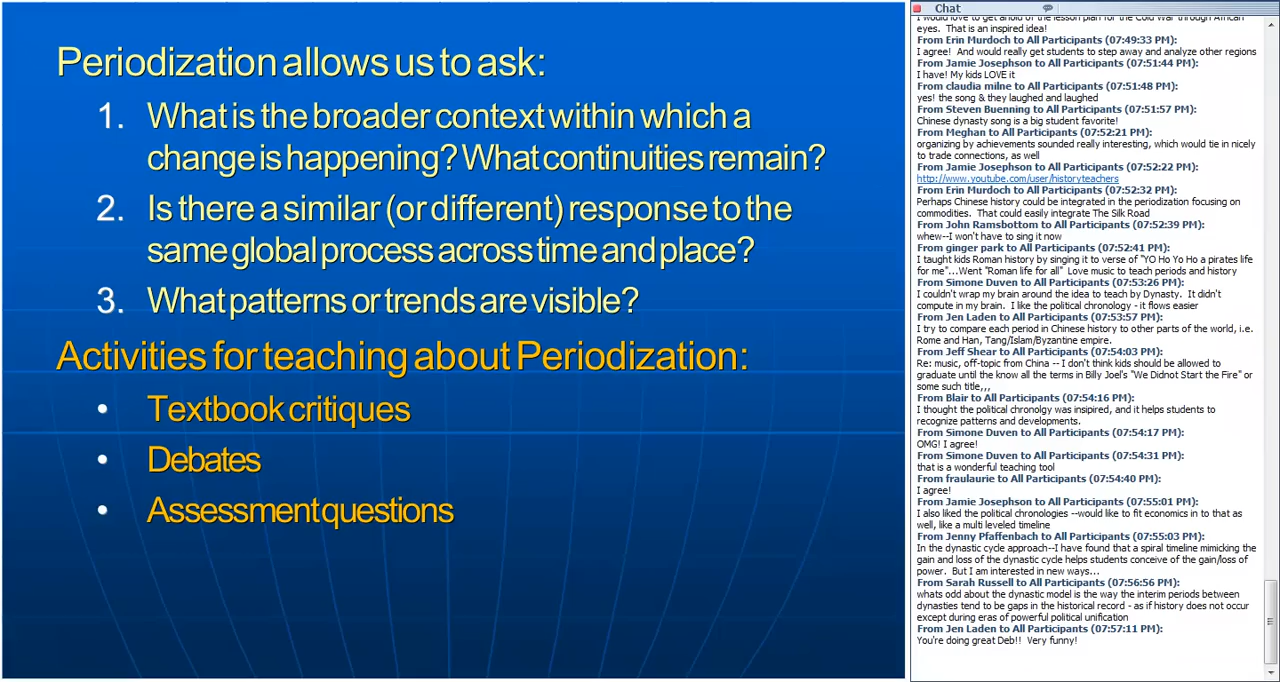 Periodization allows us to ask:
1. What is the broader context within which a
change is happening? What continuities remain?
2. Is there a similar (or different) response to the
same global process across time and place?
3. What patterns or trends are visible?
Activities for teaching about Periodization:
• Textbook critiques
• Debates
• Assessment questions
Chat
I would love to get ahold of the lesson plan for the Cold War through African
eyes. That is an inspired idea!
From Erin Murdoch to All Participants (07:49:33 PM):
I agree! And would really get students to step away and analyze other regions
From Jamie Josephson to All Participants (07:51:44 PM):
I have! My kids LOVE it
From claudia milne to All Participants (07:51:48 PM):
yes! the song & they laughed and laughed
From Steven Buenning to All Participants (07:51:57 PM):
Chinese dynasty song is a big student favorite!
From Meghan to All Participants (07:52:21 PM):
organizing by achievements sounded really interesting, which would tie in nicely
to trade connections, as well
From Jamie Josephson to All Participants (07:52:22 PM):
http://www.youtube.com/user/historyteachers
From Erin Murdoch to All Participants (07:52:32 PM):
Perhaps Chinese history could be integrated in the periodization focusing on
commodities. That could easily integrate The Silk Road
From John Ramsbottom to All Participants (07:52:39 PM):
whew--I won't have to sing it now
From ginger park to All Participants (07:52:41 PM):
I taught kids Roman history by singing it to verse of "YO Ho Yo Ho a pirates life
for me"...Went "Roman life for all" Love music to teach periods and history
From Simone Duven to All Participants (07:53:26 PM):
I couldn't wrap my brain around the idea to teach by Dynasty. It didn't
compute in my brain. I like the political chronology - it flows easier
From Jen Laden to All Participants (07:53:57 PM):
I try to compare each period in Chinese history to other parts of the world, i.e.
Rome and Han, Tang/Islam/Byzantine empire.
From Jeff Shear to All Participants (07:54:03 PM):
Re: music, off-topic from China -- I don't think kids should be allowed to
graduate until the know all the terms in Billy Joel's "We Didnot Start the Fire" or
some such title,,,
From Blair to All Participants (07:54:16 PM):
I thought the political chronolgy was insipired, and it helps students to
recognize patterns and developments.
From Simone Duven to All Participants (07:54:17 PM):
OMG! I agree!
From Simone Duven to All Participants (07:54:31 PM):
that is a wonderful teaching tool
From fraulaurie to All Participants (07:54:40 PM):
I agree!
From Jamie Josephson to All Participants (07:55:01 PM):
I also liked the political chronologies --would like to fit economics in to that as
well, like a multi leveled timeline
From Jenny Pfaffenbach to All Participants (07:55:03 PM):
In the dynastic cycle approach--I have found that a spiral timeline mimicking the
gain and loss of the dynastic cycle helps students conceive of the gain/loss of
power. But I am interested in new ways...
From Sarah Russell to All Participants (07:56:56 PM):
whats odd about the dynastic model is the way the interim periods between
dynasties tend to be gaps in the historical record - as if history does not occur
except during eras of powerful political unification
From Jen Laden to All Participants (07:57:11 PM):
You're doing great Deb!! Very funny!